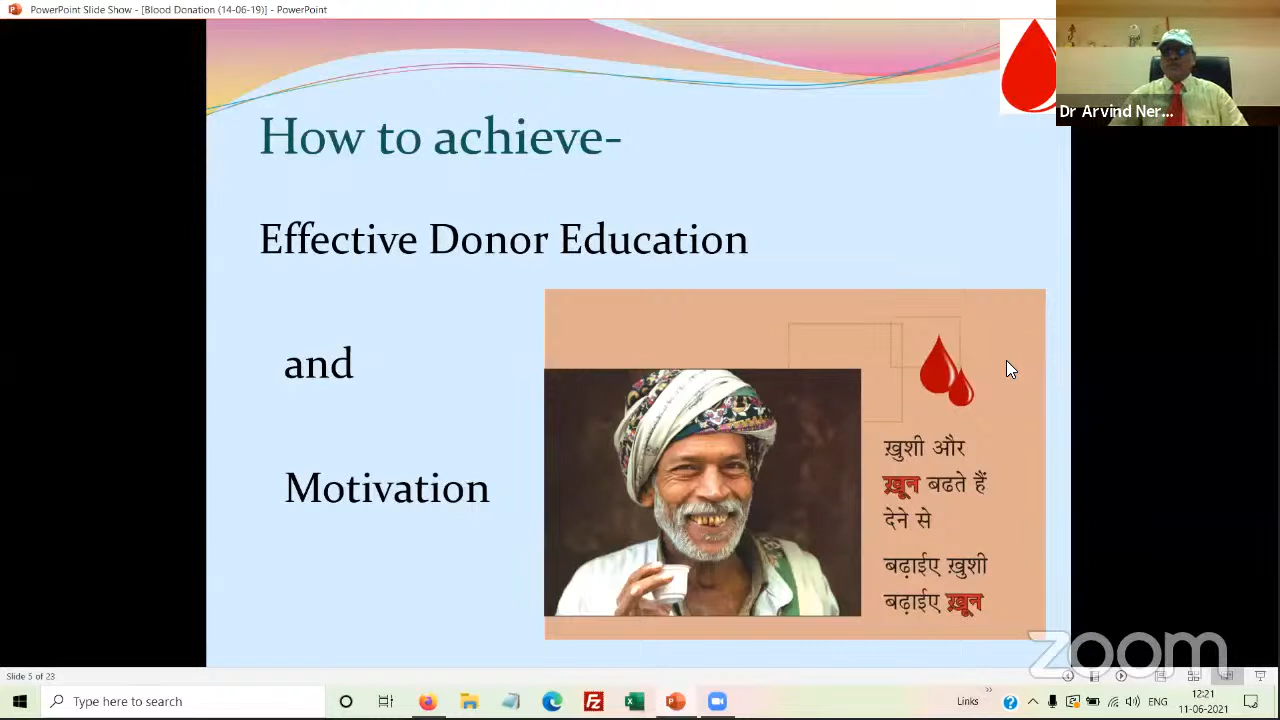 PowerPoint Slide Show - [Blood Donation (14-06-19)] - PowerPoint
Dr Arvind Ner...
How to achieve-
Effective Donor Education
and
Motivation
ख़ुशी और
ख़ून बढते हैं
देने से
बढ़ाईए ख़ुशी
बढ़ाईए ख़ून
zoom
Slide 5 of 23
Type here to search
Links
ENG
12:21
11-06-2021